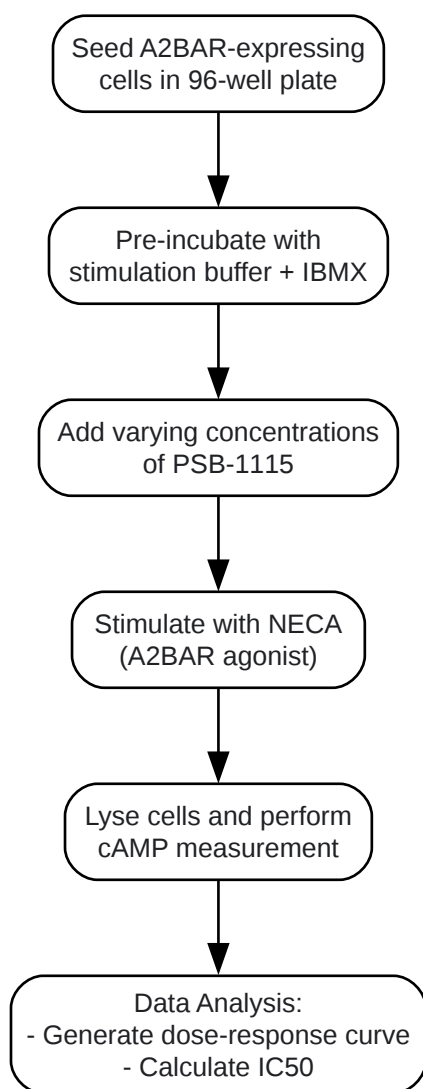 Seed A2BAR-expressing
cells in 96-well plate
Pre-incubate with
stimulation buffer + IBMX
Add varying concentrations
of PSB-1115
Stimulate with NECA
(A2BAR agonist)
Lyse cells and perform
cAMP measurement
Data Analysis:
- Generate dose-response curve
- Calculate IC50